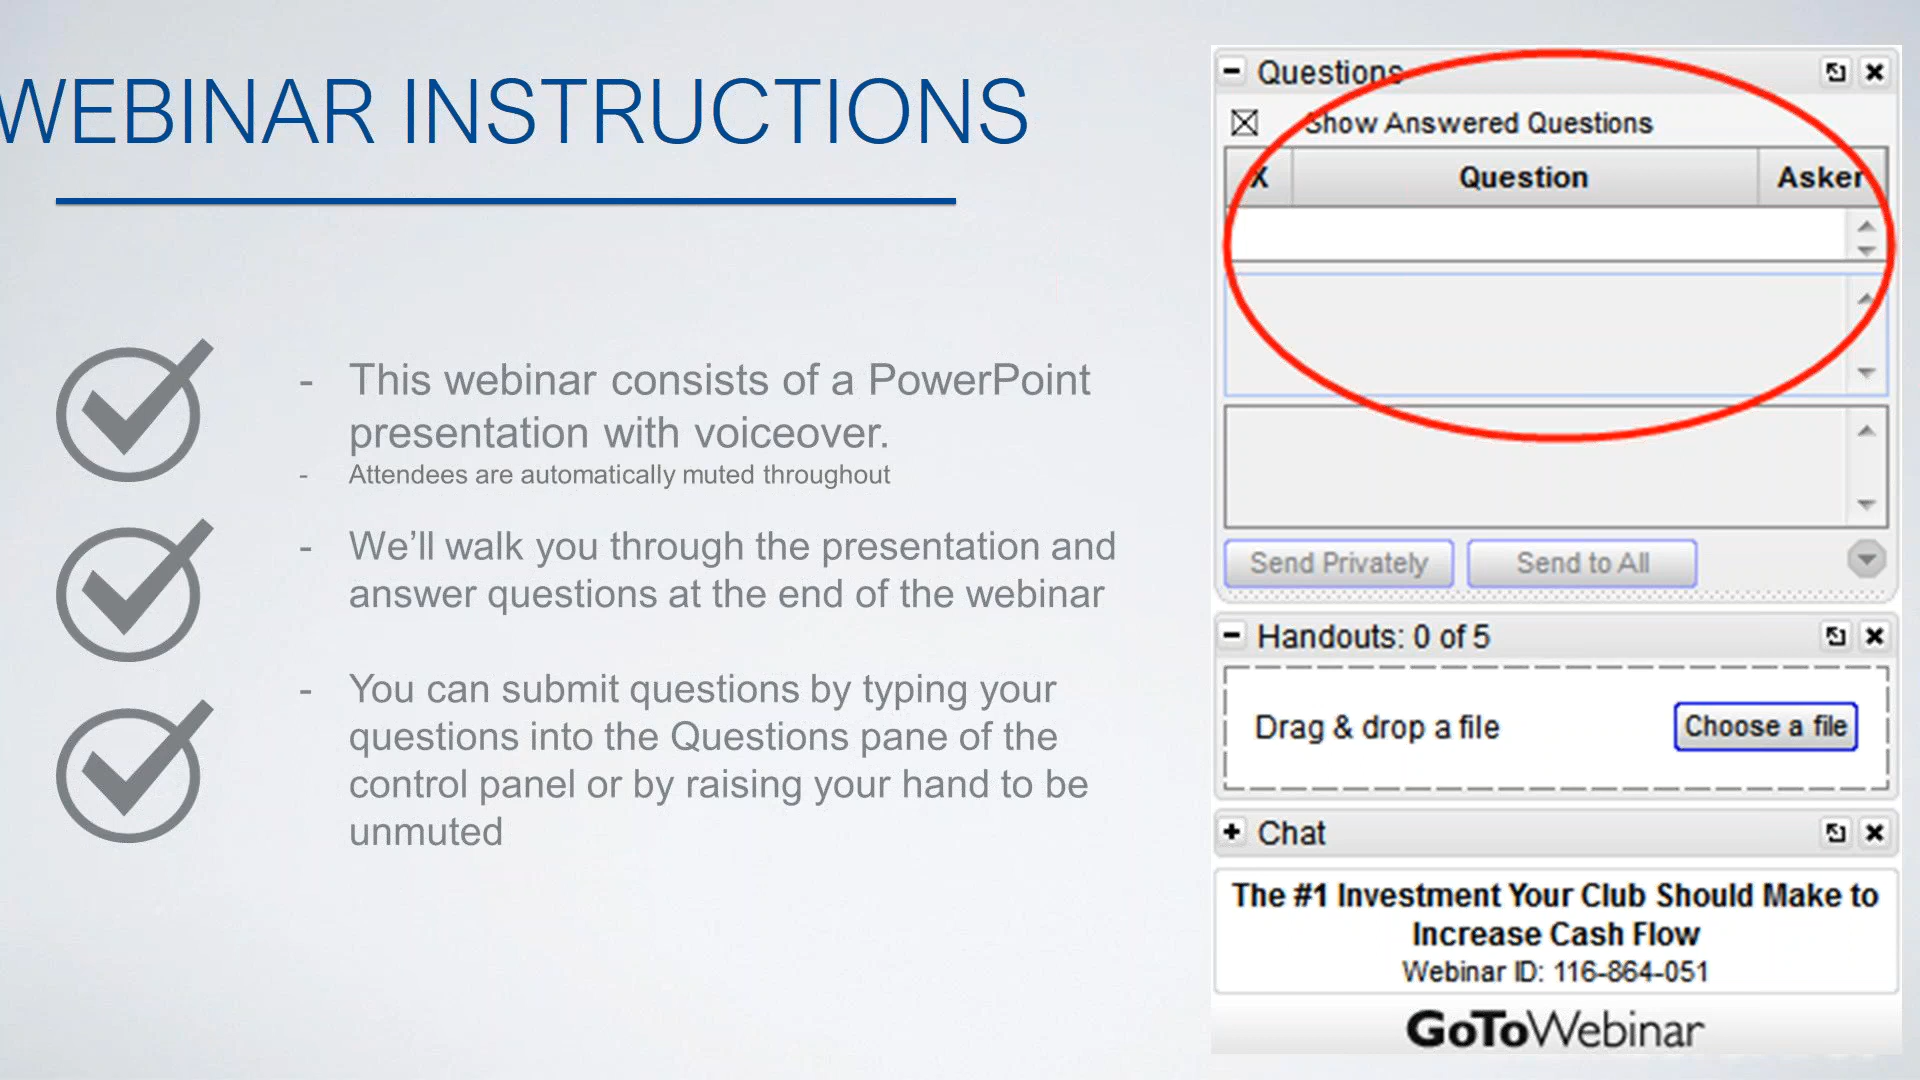 WEBINAR INSTRUCTIONS
- This webinar consists of a PowerPoint
presentation with voiceover.
- Attendees are automatically muted throughout
- We’ll walk you through the presentation and
answer questions at the end of the webinar
- You can submit questions by typing your
questions into the Questions pane of the
control panel or by raising your hand to be
unmuted
Questions
Show Answered Questions
X Question Asker
Send Privately Send to All
Handouts: 0 of 5
Drag & drop a file Choose a file
Chat
The #1 Investment Your Club Should Make to
Increase Cash Flow
Webinar ID: 116-864-051
GoToWebinar